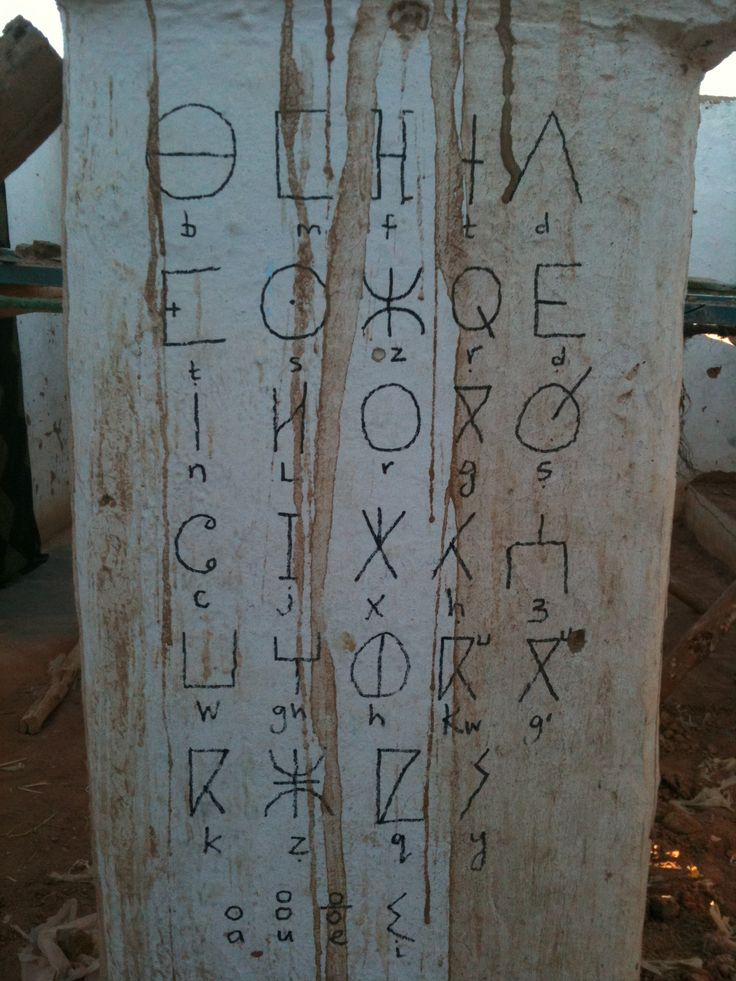 ⴱ ⵎ ⴼ ⵜ ⴷ
b m f t d
ⵟ ⵙ ⵣ ⵕ ⴹ
t s z r d
ⵏ ⵍ ⵔ ⴳ ⵚ
n L r g ṣ
ⵛ ⵊ ⵅ ⵃ ⵄ
c j x h 3
ⵡ ⵖ ⵀ ⴽⵯ ⴳⵯ
w gh h kw g'
ⴽ ⵥ ⵇ ⵢ
k z q y
ⴰ ⵓ ⴻ ⵉ
a u e i